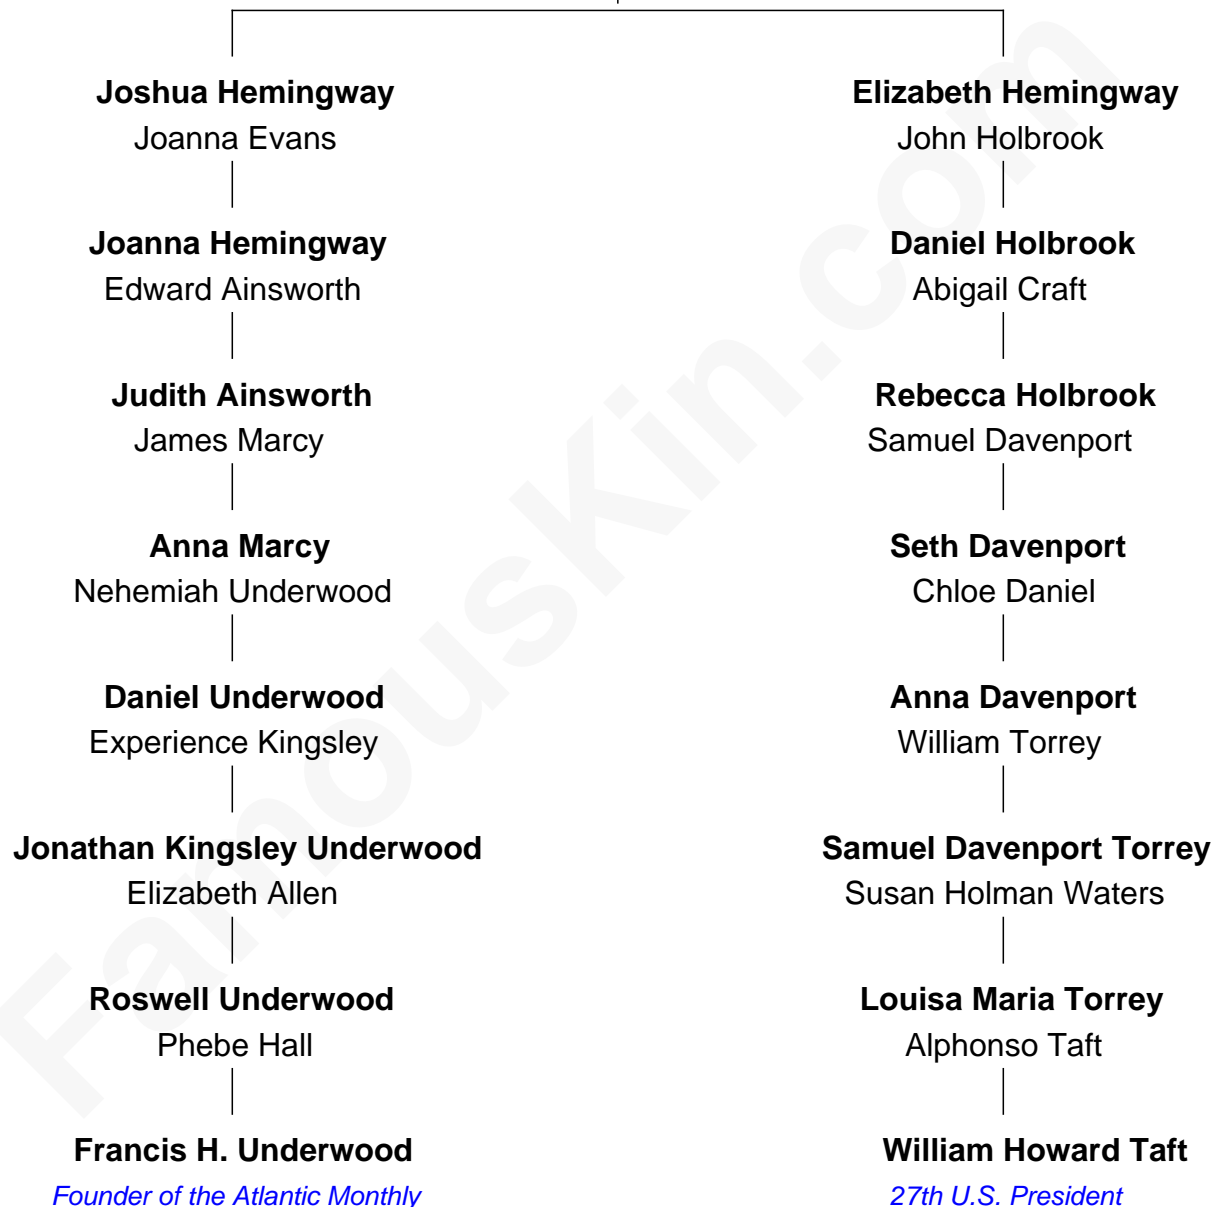 Joshua Hemingway
Joanna Evans
Elizabeth Hemingway
John Holbrook
Joanna Hemingway
Edward Ainsworth
Daniel Holbrook
Abigail Craft
Judith Ainsworth
James Marcy
Rebecca Holbrook
Samuel Davenport
Anna Marcy
Nehemiah Underwood
Seth Davenport
Chloe Daniel
Daniel Underwood
Experience Kingsley
Anna Davenport
William Torrey
Jonathan Kingsley Underwood
Elizabeth Allen
Samuel Davenport Torrey
Susan Holman Waters
Roswell Underwood
Phebe Hall
Louisa Maria Torrey
Alphonso Taft
Francis H. Underwood
Founder of the Atlantic Monthly
William Howard Taft
27th U.S. President
FamousKin.com